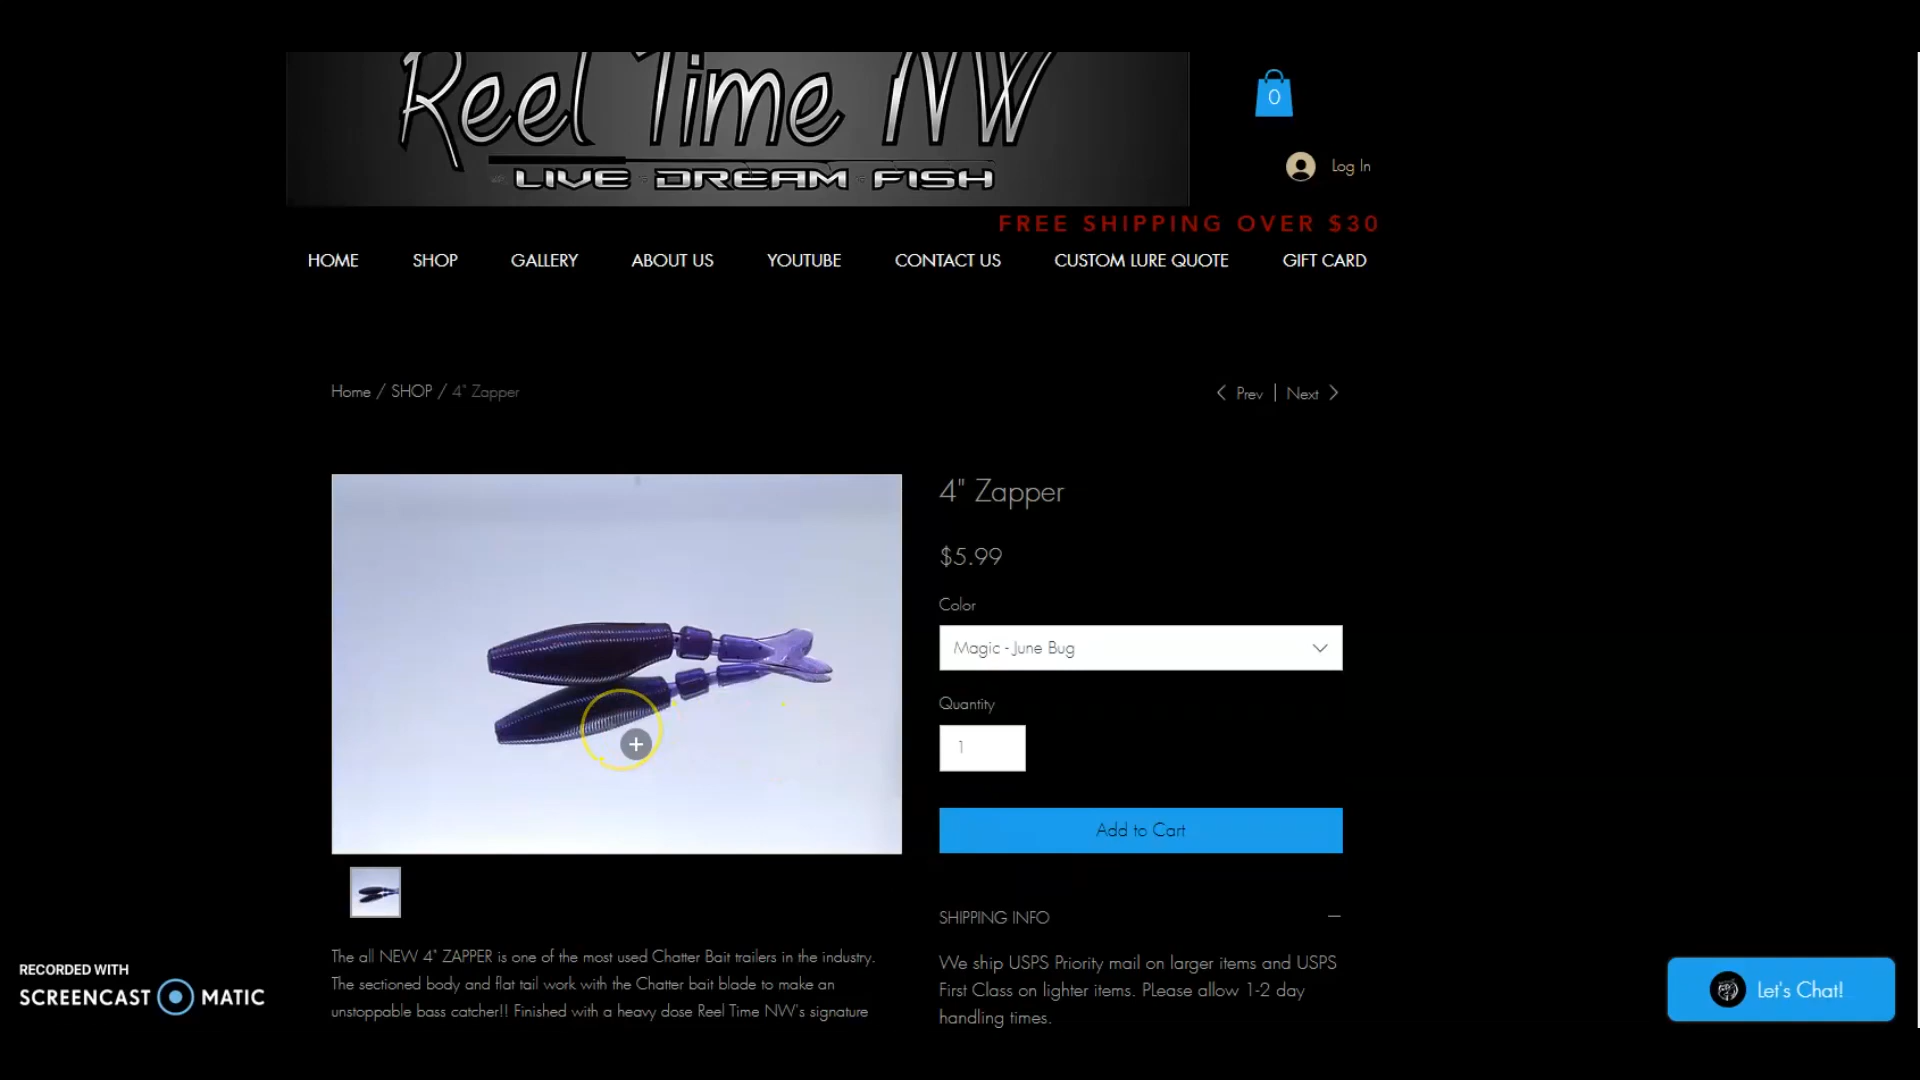 Reel Time NW
LIVE DREAM FISH
0
Log In
FREE SHIPPING OVER $30
HOME SHOP GALLERY ABOUT US YOUTUBE CONTACT US CUSTOM LURE QUOTE GIFT CARD
Home / SHOP / 4" Zapper
Prev | Next
4" Zapper
$5.99
Color
Magic - June Bug
Quantity
1
Add to Cart
SHIPPING INFO
We ship USPS Priority mail on larger items and USPS
First Class on lighter items. PLease allow 1-2 day
handling times.
The all NEW 4" ZAPPER is one of the most used Chatter Bait trailers in the industry.
The sectioned body and flat tail work with the Chatter bait blade to make an
unstoppable bass catcher!! Finished with a heavy dose Reel Time NW's signature
RECORDED WITH
SCREENCAST MATIC
Let's Chat!